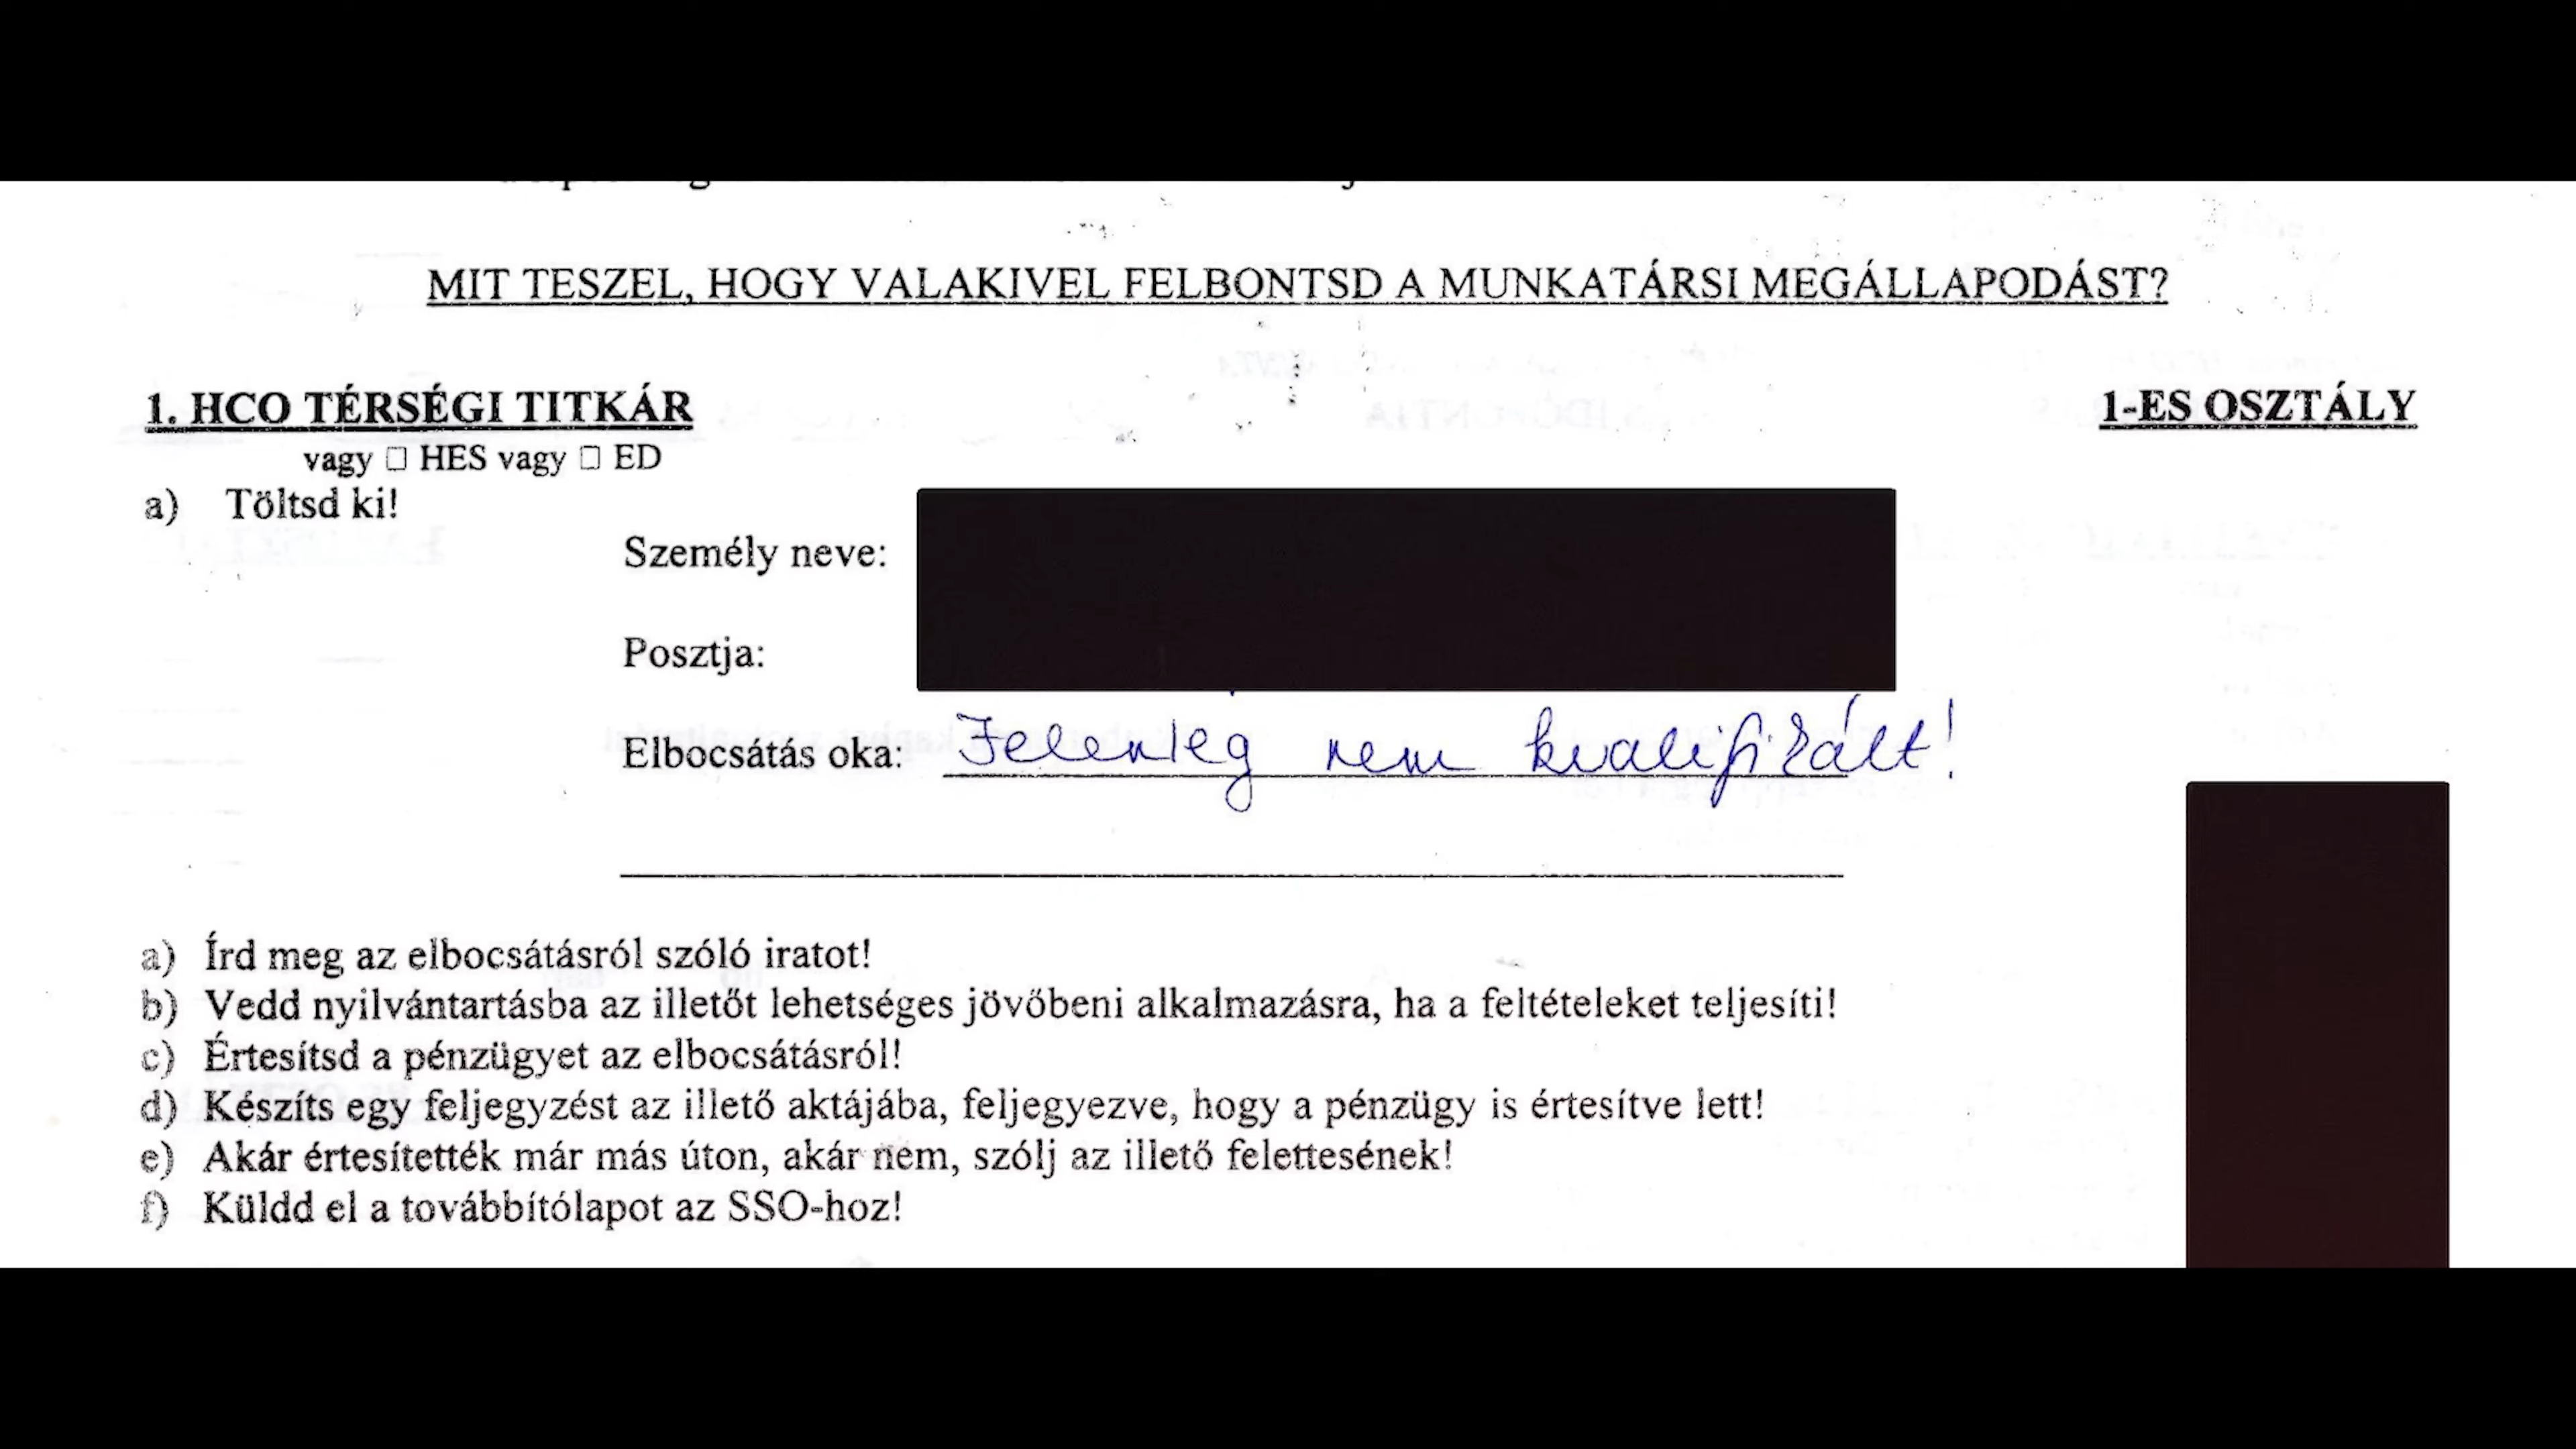 MIT TESZEL, HOGY VALAKIVEL FELBONTSD A MUNKATÁRSI MEGÁLLAPODÁST?
1. HCO TÉRSÉGI TITKÁR
1-ES OSZTÁLY
vagy □ HES vagy □ ED
a) Töltsd ki!
Személy neve:
Posztja:
Elbocsátás oka: Jelenleg nem kvalifizált!
a) Írd meg az elbocsátásról szóló iratot!
b) Vedd nyilvántartásba az illetőt lehetséges jövőbeni alkalmazásra, ha a feltételeket teljesíti!
c) Értesítsd a pénzügyet az elbocsátásról!
d) Készíts egy feljegyzést az illető aktájába, feljegyezve, hogy a pénzügy is értesítve lett!
e) Akár értesítették már más úton, akár nem, szólj az illető felettesének!
f) Küldd el a továbbítólapot az SSO-hoz!